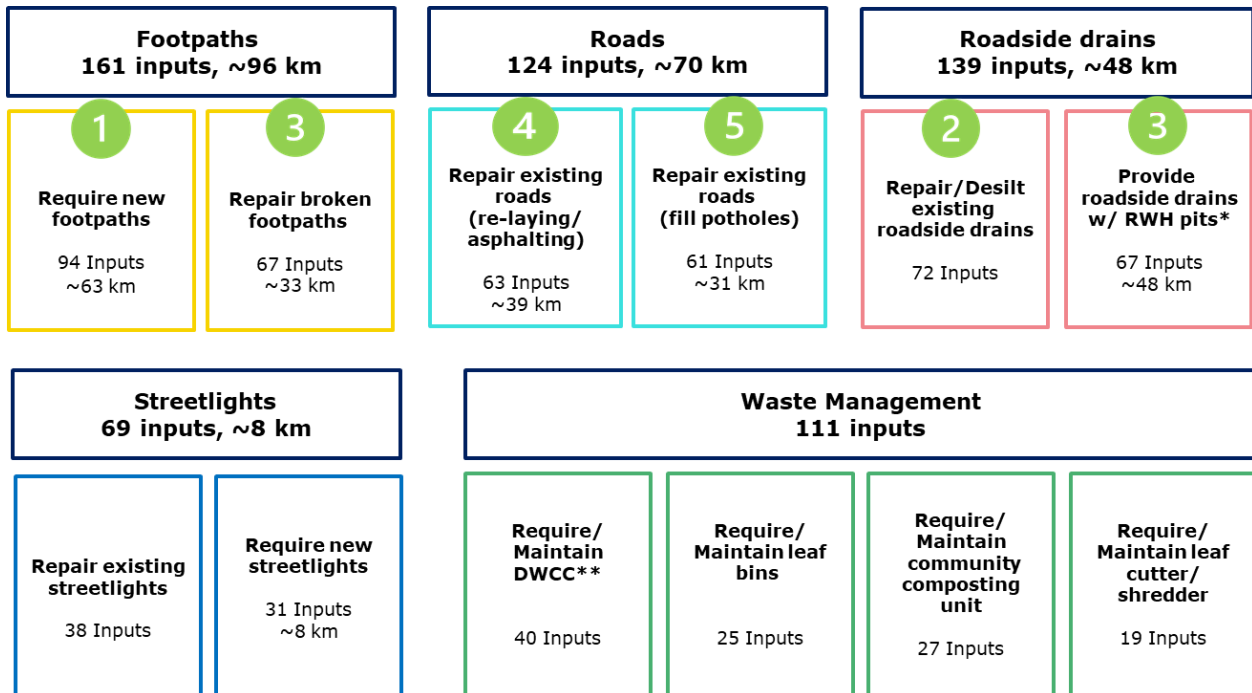 Footpaths
161 inputs, ~96 km
1
Require new
footpaths
94 Inputs
~63 km
3
Repair broken
footpaths
67 Inputs
~33 km
Roads
124 inputs, ~70 km
4
Repair existing
roads
(re-laying/
asphalting)
63 Inputs
~39 km
5
Repair existing
roads
(fill potholes)
61 Inputs
~31 km
Roadside drains
139 inputs, ~48 km
2
Repair/Desilt
existing
roadside drains
72 Inputs
3
Provide
roadside drains
w/ RWH pits*
67 Inputs
~48 km
Streetlights
69 inputs, ~8 km
Repair existing
streetlights
38 Inputs
Require new
streetlights
31 Inputs
~8 km
Waste Management
111 inputs
Require/
Maintain
DWCC**
40 Inputs
Require/
Maintain leaf
bins
25 Inputs
Require/
Maintain
community
composting
unit
27 Inputs
Require/
Maintain leaf
cutter/
shredder
19 Inputs